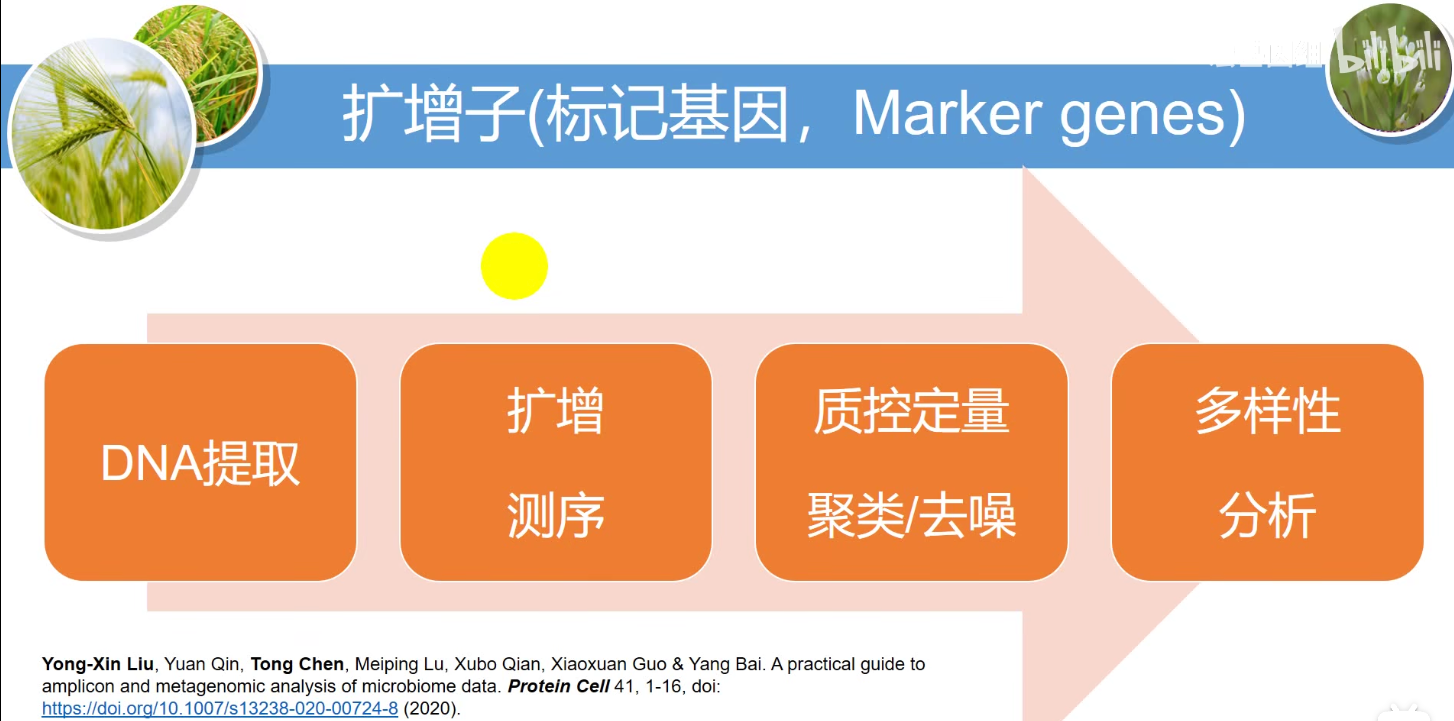 bilibili
扩增子(标记基因，Marker genes)
DNA提取
扩增
测序
质控定量
聚类/去噪
多样性
分析
Yong-Xin Liu, Yuan Qin, Tong Chen, Meiping Lu, Xubo Qian, Xiaoxuan Guo & Yang Bai. A practical guide to
amplicon and metagenomic analysis of microbiome data. Protein Cell 41, 1-16, doi:
https://doi.org/10.1007/s13238-020-00724-8 (2020).